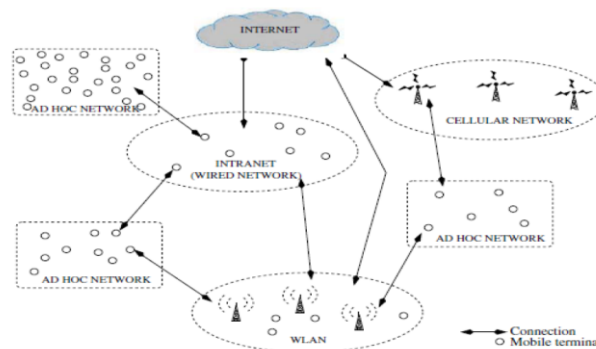 INTERNET
AD HOC NETWORK
CELLULAR NETWORK
INTRANET
(WIRED NETWORK)
AD HOC NETWORK
AD HOC NETWORK
WLAN
Connection
Mobile termina